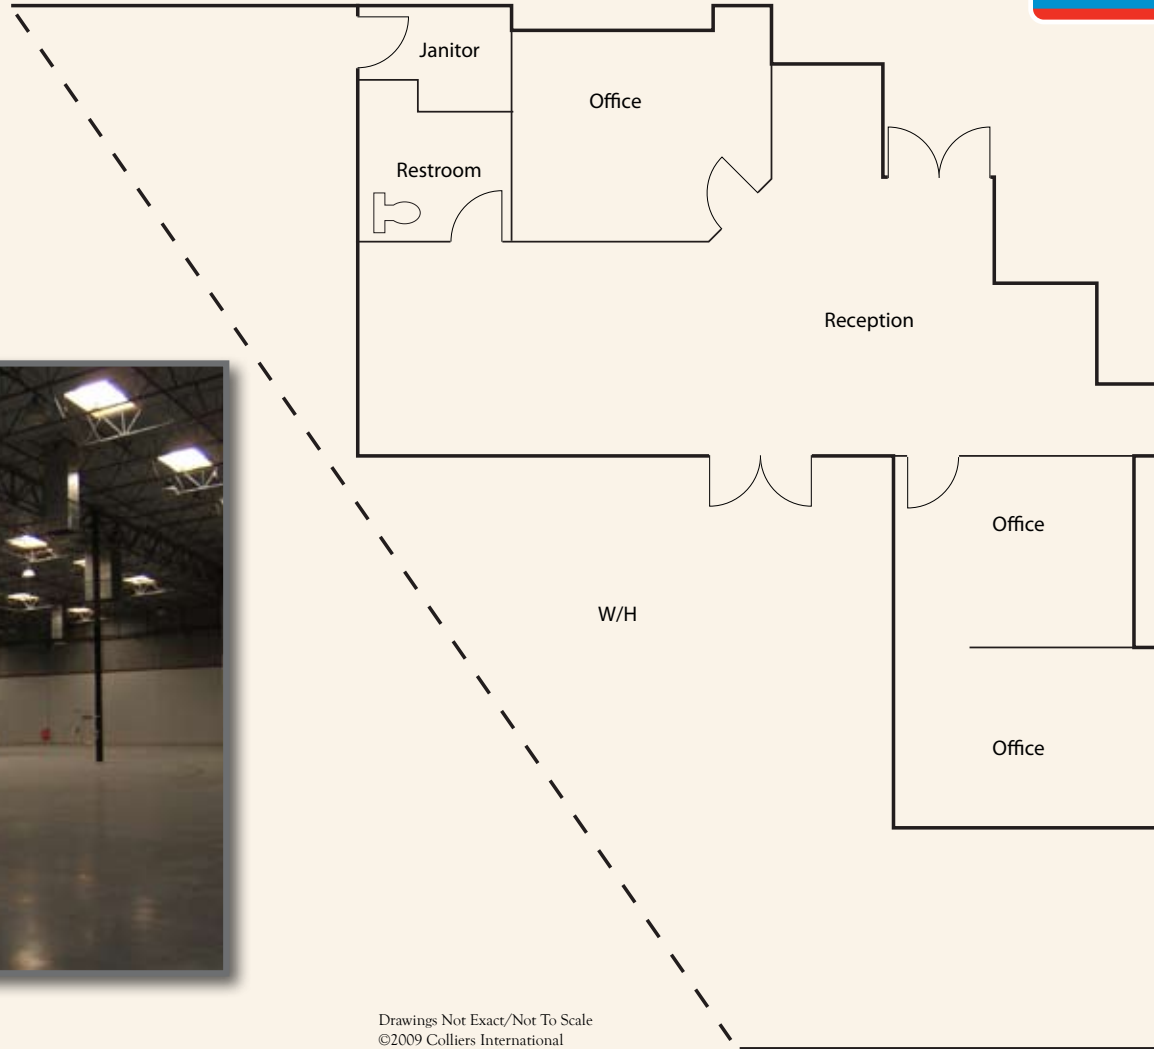 Janitor
Office
Restroom
Reception
Office
W/H
Office
Drawings Not Exact/Not To Scale
©2009 Colliers International